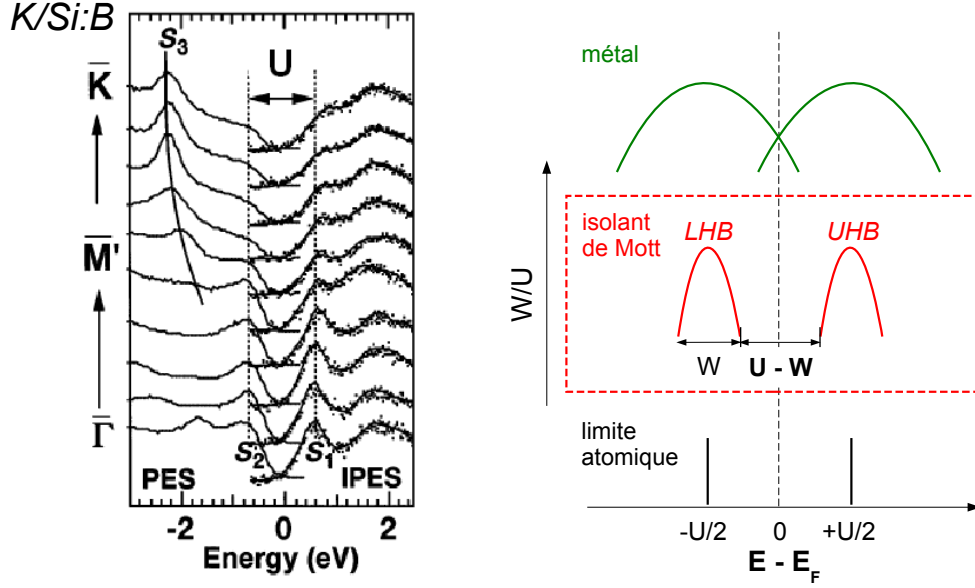 K/Si:B
S3
U
K̅
M̅'
Γ̅
S2
S1
PES
IPES
-2
0
2
Energy (eV)
métal
isolant
de Mott
LHB
UHB
W/U
W
U - W
limite
atomique
-U/2
0
+U/2
E - EF